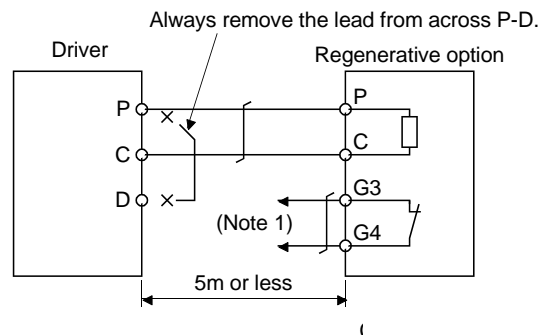 Always remove the lead from across P-D.
Driver
Regenerative option
P
P
C
C
D
G3
(Note 1)
G4
5m or less